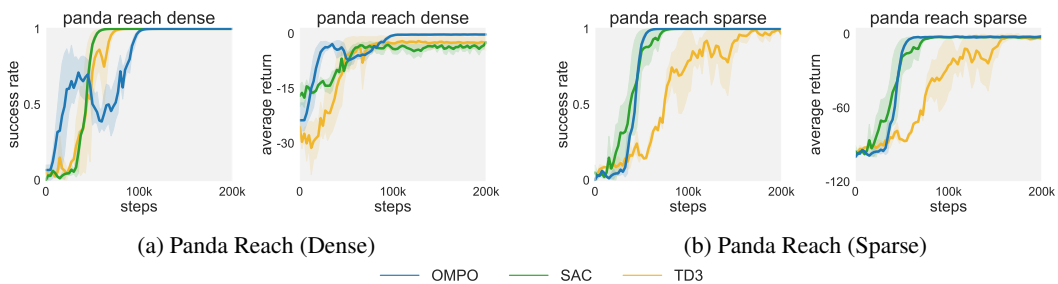 panda reach dense
success rate
1
0.5
0
0
100k
200k
steps
panda reach dense
average return
0
-15
-30
0
100k
200k
steps
panda reach sparse
success rate
1
0.5
0
0
100k
200k
steps
panda reach sparse
average return
0
-60
-120
0
100k
200k
steps
(a) Panda Reach (Dense)
(b) Panda Reach (Sparse)
OMPO SAC TD3